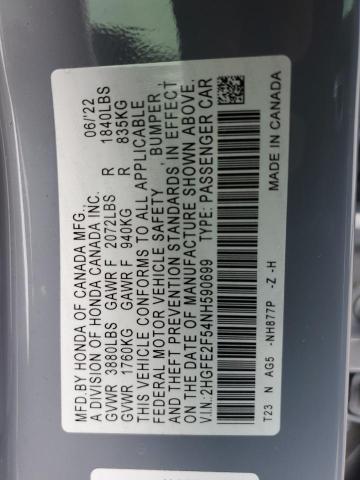 MFD.BY HONDA OF CANADA MFG., 06/'22
A DIVISION OF HONDA CANADA INC.
GVWR 3880LBS GAWR F 2072LBS R 1840LBS
GVWR 1760KG GAWR F 940KG R 835KG
THIS VEHICLE CONFORMS TO ALL APPLICABLE
FEDERAL MOTOR VEHICLE SAFETY, BUMPER,
AND THEFT PREVENTION STANDARDS IN EFFECT
ON THE DATE OF MANUFACTURE SHOWN ABOVE.
V.I.N.:2HGFE2F54NH590699 TYPE:PASSENGER CAR
T23 N AG5 -NH877P -Z -H MADE IN CANADA